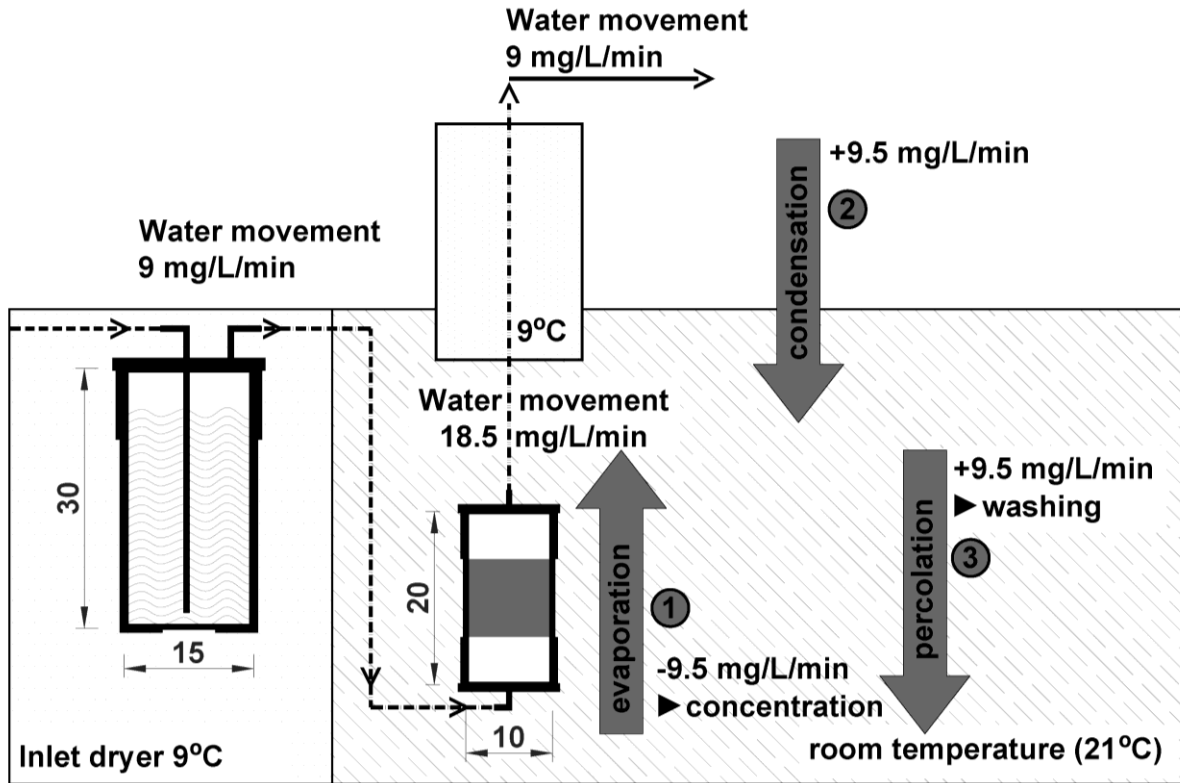 Water movement
9 mg/L/min
+9.5 mg/L/min
condensation
2
Water movement
9 mg/L/min
9°C
Water movement
18.5 mg/L/min
30
15
20
10
evaporation
1
-9.5 mg/L/min
►concentration
percolation
+9.5 mg/L/min
►washing
3
Inlet dryer 9°C
room temperature (21°C)